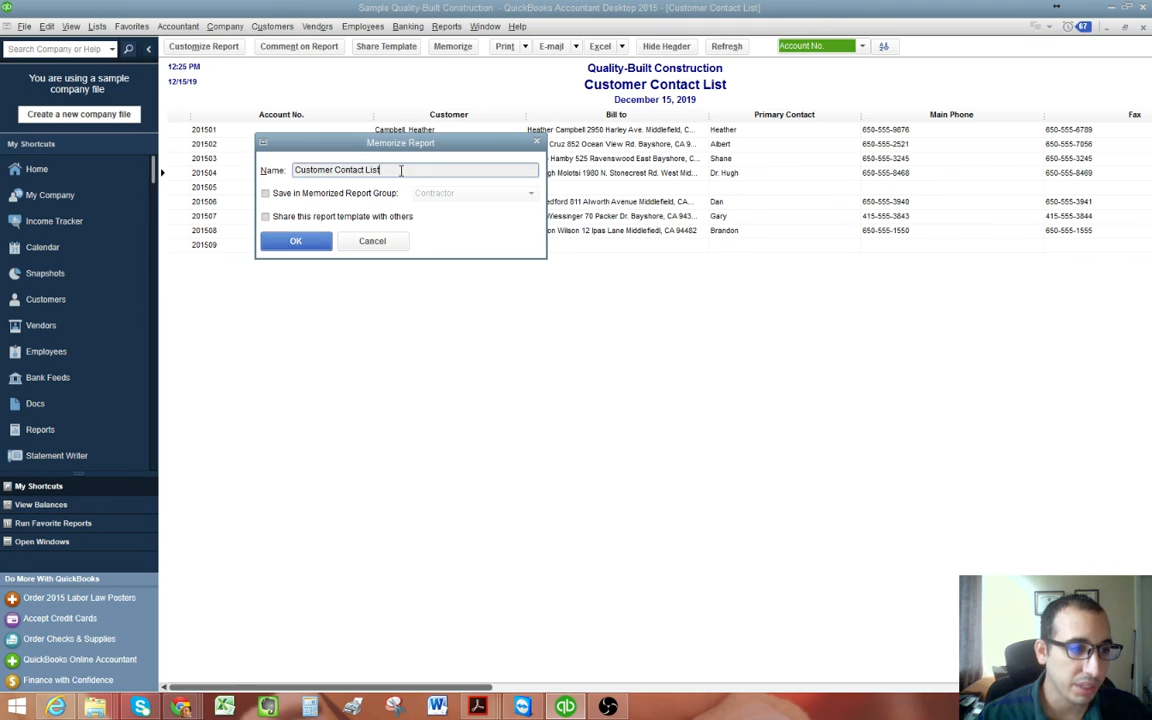 Sample Quality-Built Construction - QuickBooks Accountant Desktop 2015 - [Customer Contact List]
File Edit View Lists Favorites Accountant Company Customers Vendors Employees Banking Reports Window Help
67
Search Company or Help
Customize Report Comment on Report Share Template Memorize Print E-mail Excel Hide Header Refresh Account No.
You are using a sample
company file
Create a new company file
My Shortcuts
Home
My Company
Income Tracker
Calendar
Snapshots
Customers
Vendors
Employees
Bank Feeds
Docs
Reports
Statement Writer
My Shortcuts
View Balances
Run Favorite Reports
Open Windows
Do More With QuickBooks
Order 2015 Labor Law Posters
Accept Credit Cards
Order Checks & Supplies
QuickBooks Online Accountant
Finance with Confidence
12:25 PM
12/15/19
Quality-Built Construction
Customer Contact List
December 15, 2019
Account No. Customer Bill to Primary Contact Main Phone Fax
201501 Campbell, Heather Heather Campbell 2950 Harley Ave. Middlefield, C... Heather 650-555-9876 650-555-6789
201502 Cruz 852 Ocean View Rd. Bayshore, CA 9... Albert 650-555-2521 650-555-7056
201503 Hamby 525 Ravenswood East Bayshore, C... Shane 650-555-3245 650-555-3245
201504 gh Molotsi 1980 N. Stonecrest Rd. West Mid... Dr. Hugh 650-555-8468 650-555-8469
201505
201506 edford 811 Alworth Avenue Middlefield, C... Dan 650-555-3940 650-555-3941
201507 Wiessinger 50 Packer Dr. Bayshore, CA 943... Gary 415-555-3843 415-555-3844
201508 on Wilson 12 Ipas Lane Middlefiedl, CA 94482 Brandon 650-555-1550 650-555-1555
201509
Memorize Report
Name: Customer Contact List
Save in Memorized Report Group: Contractor
Share this report template with others
OK Cancel